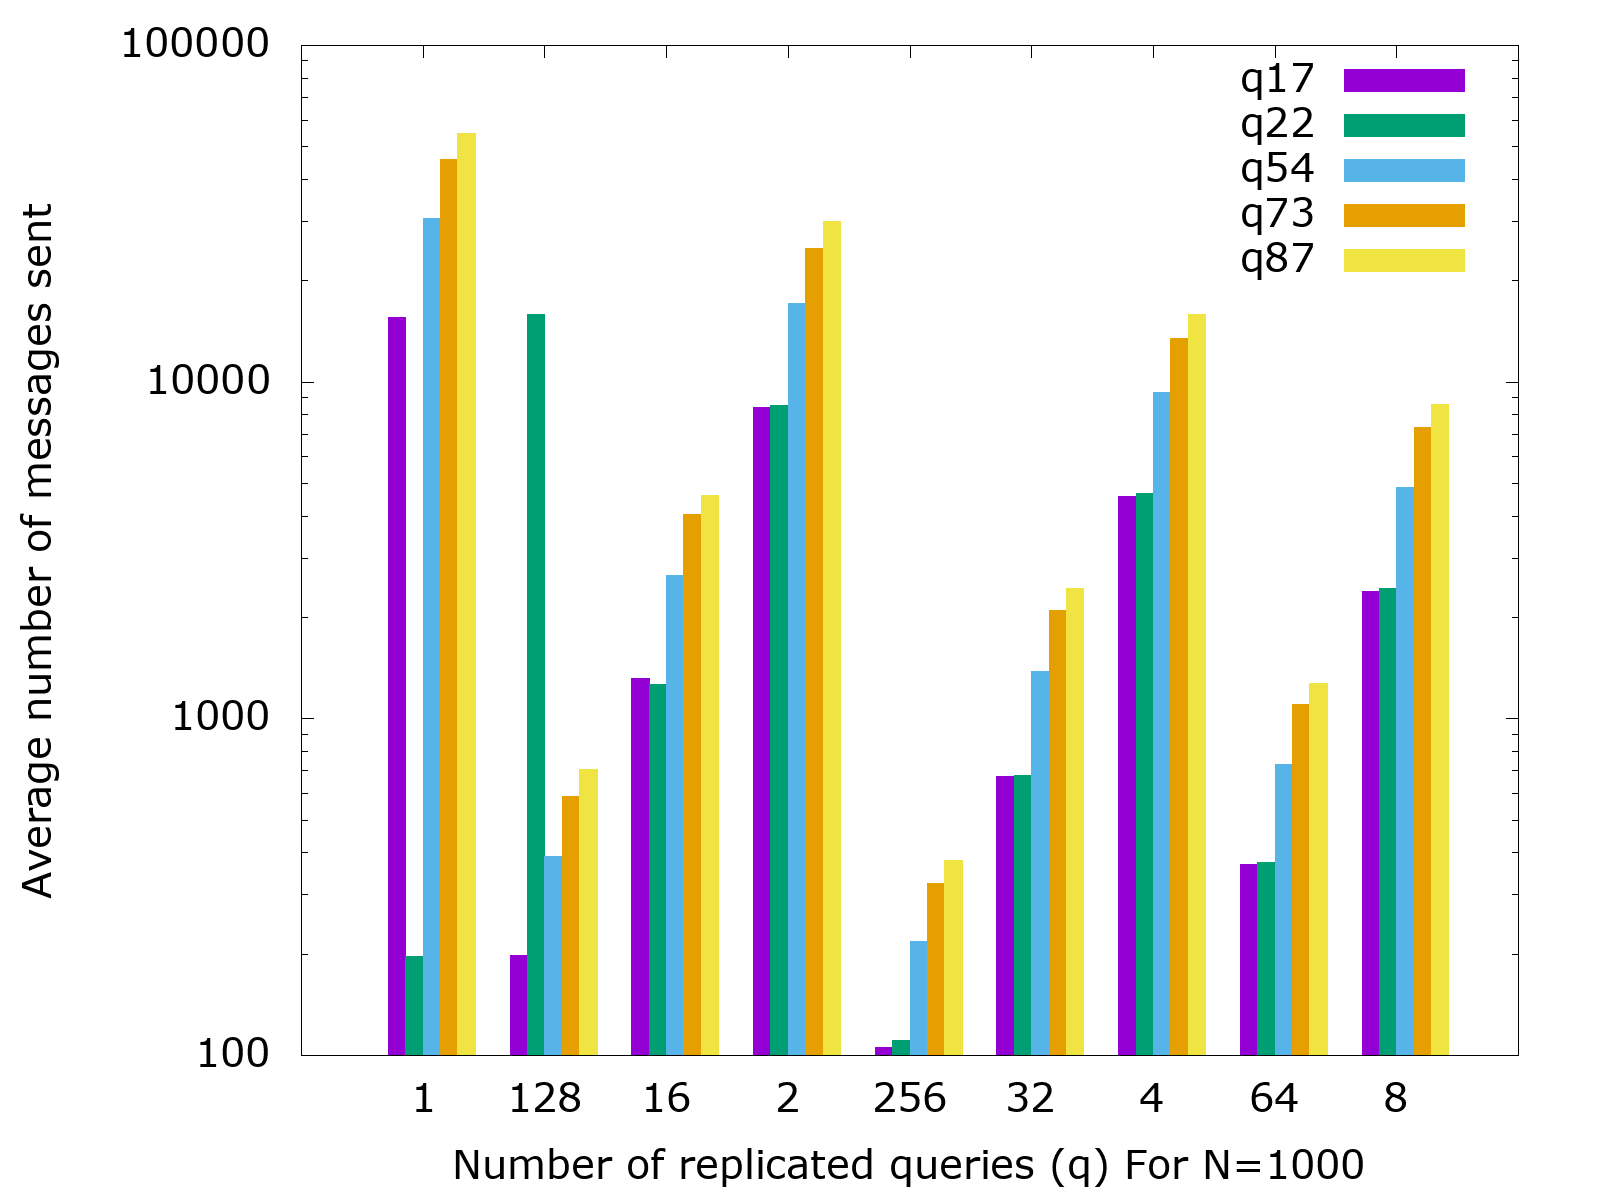 100000
10000
1000
100
Average number of messages sent
q17
q22
q54
q73
q87
1 128 16 2 256 32 4 64 8
Number of replicated queries (q) For N=1000